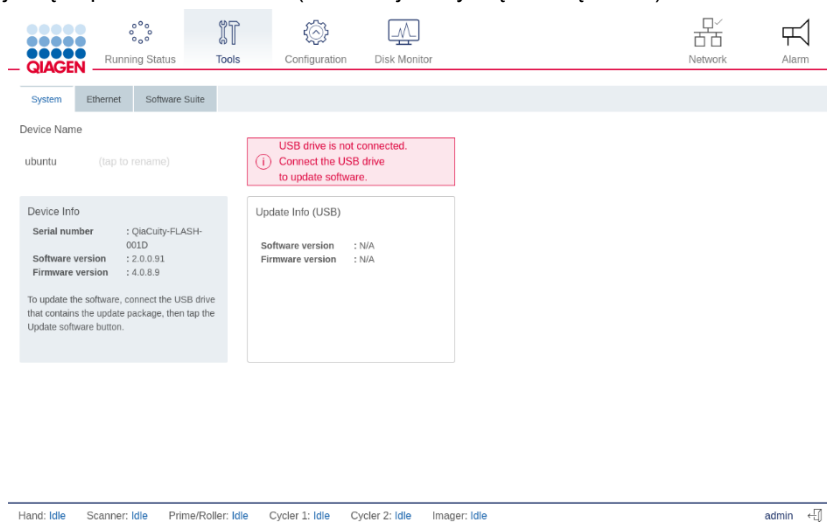 QIAGEN
Running Status
Tools
Configuration
Disk Monitor
Network
Alarm
System
Ethernet
Software Suite
Device Name
ubuntu
(tap to rename)
USB drive is not connected.
Connect the USB drive
to update software.
Device Info
Serial number : QiaCuity-FLASH-
001D
Software version : 2.0.0.91
Firmware version : 4.0.8.9
To update the software, connect the USB drive
that contains the update package, then tap the
Update software button.
Update Info (USB)
Software version : N/A
Firmware version : N/A
Hand: Idle
Scanner: Idle
Prime/Roller: Idle
Cycler 1: Idle
Cycler 2: Idle
Imager: Idle
admin